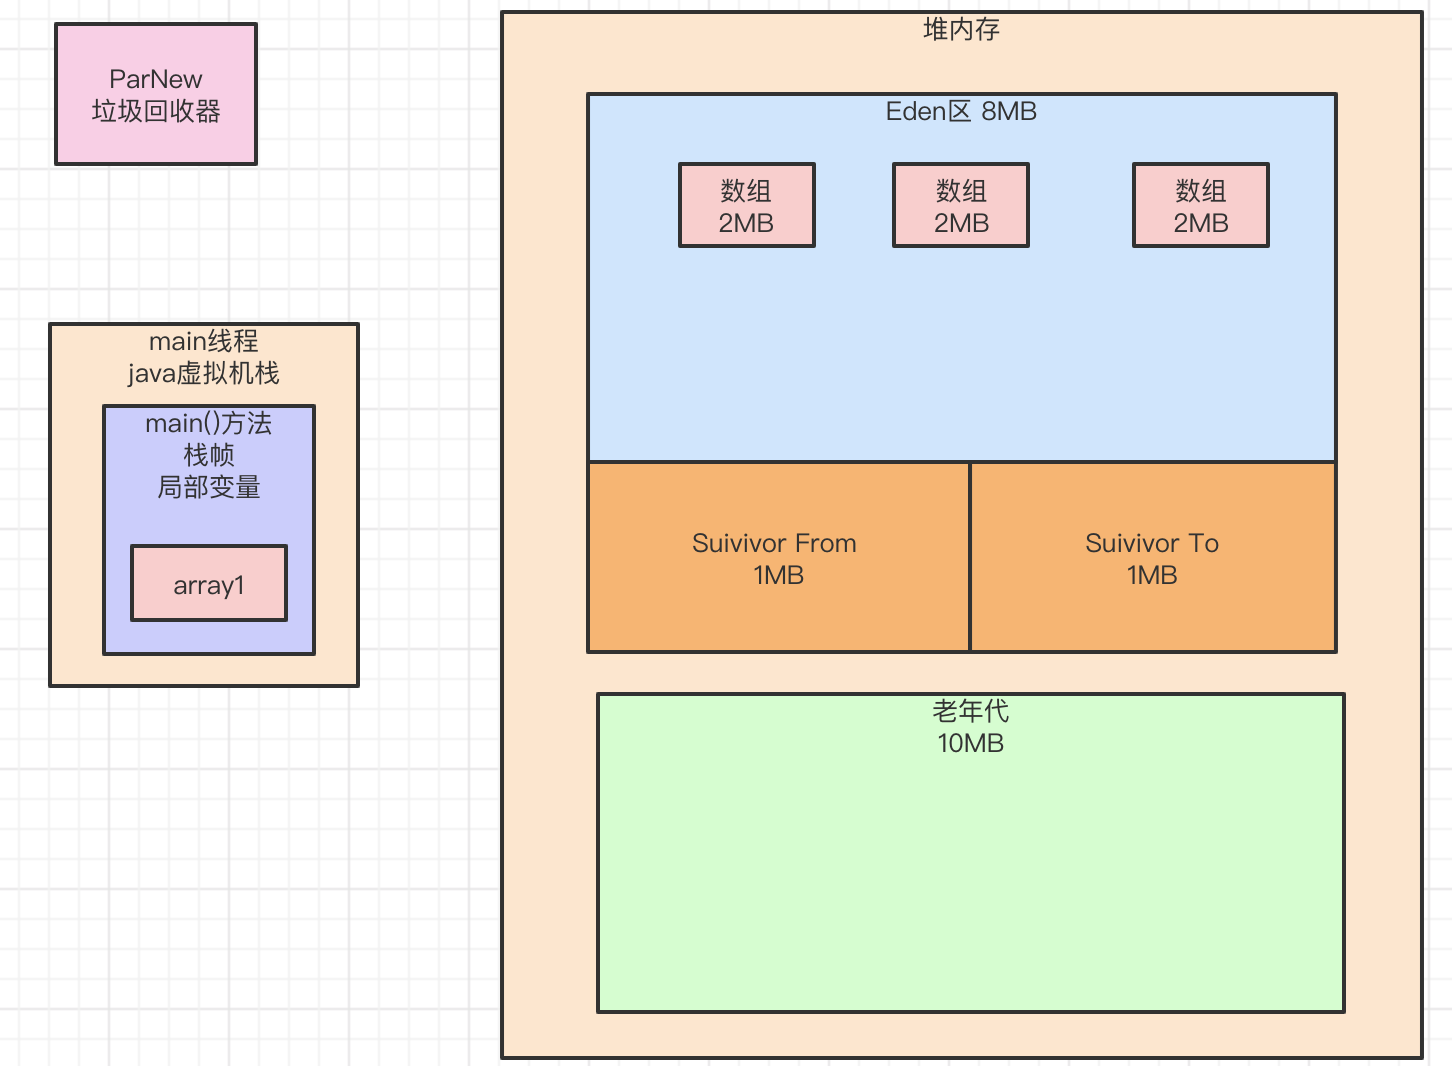 ParNew
垃圾回收器
main线程
java虚拟机栈
main()方法
栈帧
局部变量
array1
堆内存
Eden区 8MB
数组
2MB
数组
2MB
数组
2MB
Suivivor From
1MB
Suivivor To
1MB
老年代
10MB